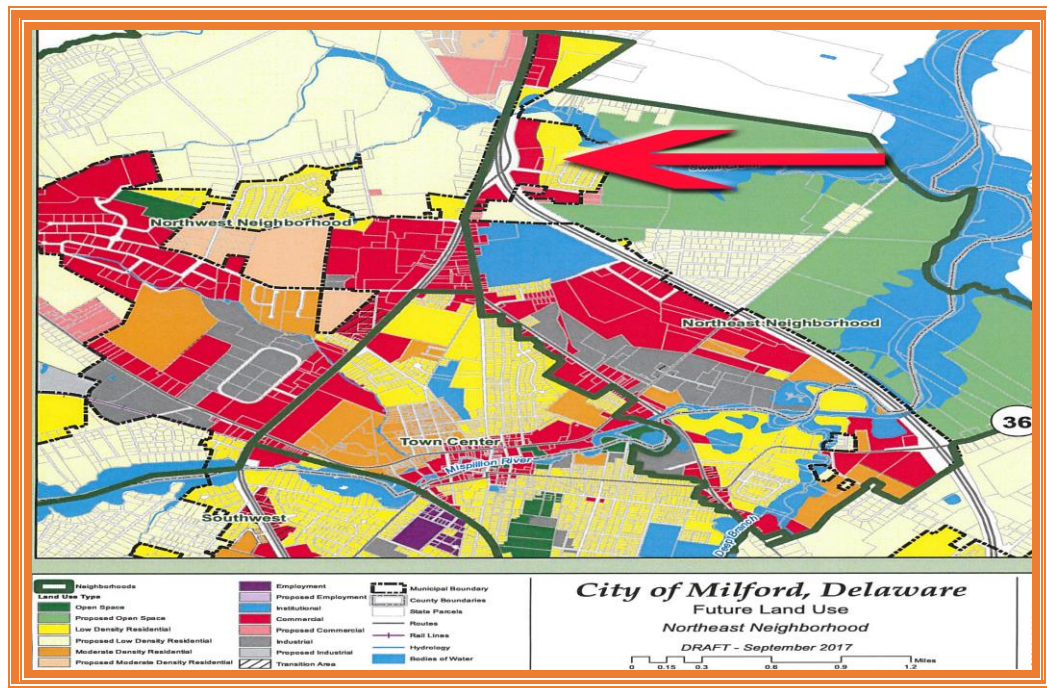 Northwest Neighborhood
Northeast Neighborhood
36
Town Center
Mispillion River
Southwest
Deep Branch
Neighborhoods
Land Use Type
Open Space
Proposed Open Space
Low Density Residential
Proposed Low Density Residential
Moderate Density Residential
Proposed Moderate Density Residential
Employment
Proposed Employment
Institutional
Commercial
Proposed Commercial
Industrial
Proposed Industrial
Transition Area
Municipal Boundary
County Boundaries
State Parcels
Routes
Rail Lines
Hydrology
Bodies of Water
City of Milford, Delaware
Future Land Use
Northeast Neighborhood
DRAFT - September 2017
0 0.15 0.3 0.6 0.9 1.2 Miles